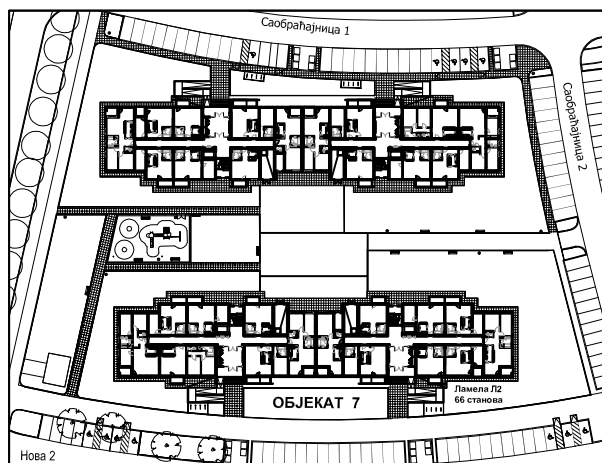 Саобраћајница 1
Саобраћајница 2
ОБЈЕКАТ 7
Ламела Л2
66 станова
Нова 2